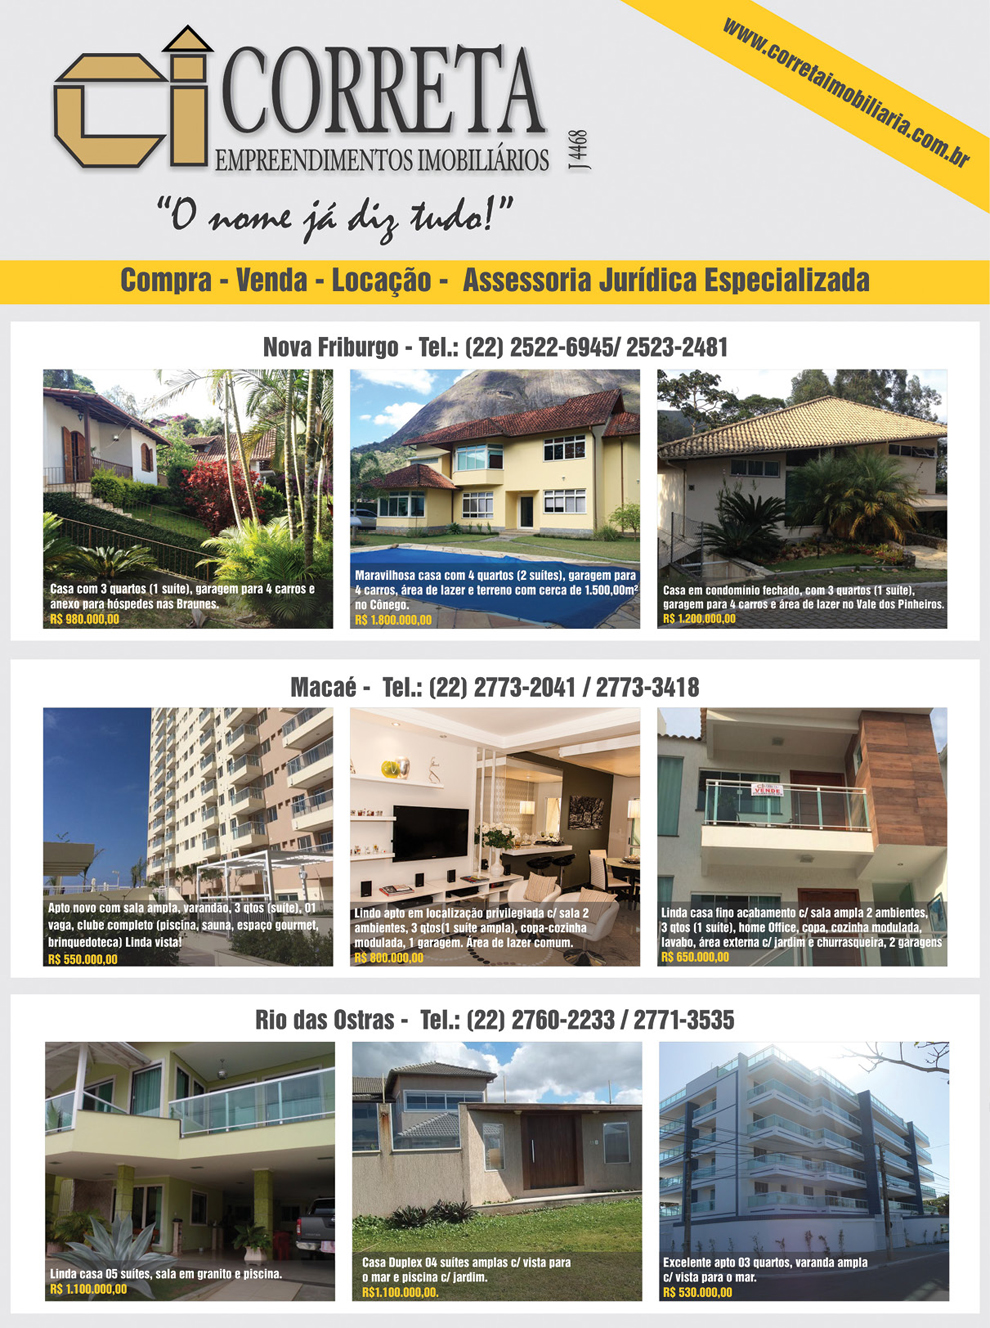 www.corretaimobiliaria.com.br
CORRETA
EMPREENDIMENTOS IMOBILIÁRIOS
J 4468
"O nome já diz tudo!"
Compra - Venda - Locação - Assessoria Jurídica Especializada
Nova Friburgo - Tel.: (22) 2522-6945/ 2523-2481
Casa com 3 quartos (1 suíte), garagem para 4 carros e
anexo para hóspedes nas Braunes.
R$ 980.000,00
Maravilhosa casa com 4 quartos (2 suítes), garagem para
4 carros, área de lazer e terreno com cerca de 1.500,00m²
no Cônego.
R$ 1.800.000,00
Casa em condomínio fechado, com 3 quartos (1 suíte),
garagem para 4 carros e área de lazer no Vale dos Pinheiros.
R$ 1.200.000,00
Macaé - Tel.: (22) 2773-2041 / 2773-3418
Apto novo com sala ampla, varandão, 3 qtos (suíte), 01
vaga, clube completo (piscina, sauna, espaço gourmet,
brinquedoteca) Linda vista!
R$ 550.000,00
Lindo apto em localização privilegiada c/ sala 2
ambientes, 3 qtos(1 suíte ampla), copa-cozinha
modulada, 1 garagem. Área de lazer comum.
R$ 800.000,00
VENDE
Linda casa fino acabamento c/ sala ampla 2 ambientes,
3 qtos (1 suíte), home Office, copa, cozinha modulada,
lavabo, área externa c/ jardim e churrasqueira, 2 garagens
R$ 650.000,00
Rio das Ostras - Tel.: (22) 2760-2233 / 2771-3535
Linda casa 05 suítes, sala em granito e piscina.
R$ 1.100.000,00
Casa Duplex 04 suítes amplas c/ vista para
o mar e piscina c/ jardim.
R$1.100.000,00.
Excelente apto 03 quartos, varanda ampla
c/ vista para o mar.
R$ 530.000,00